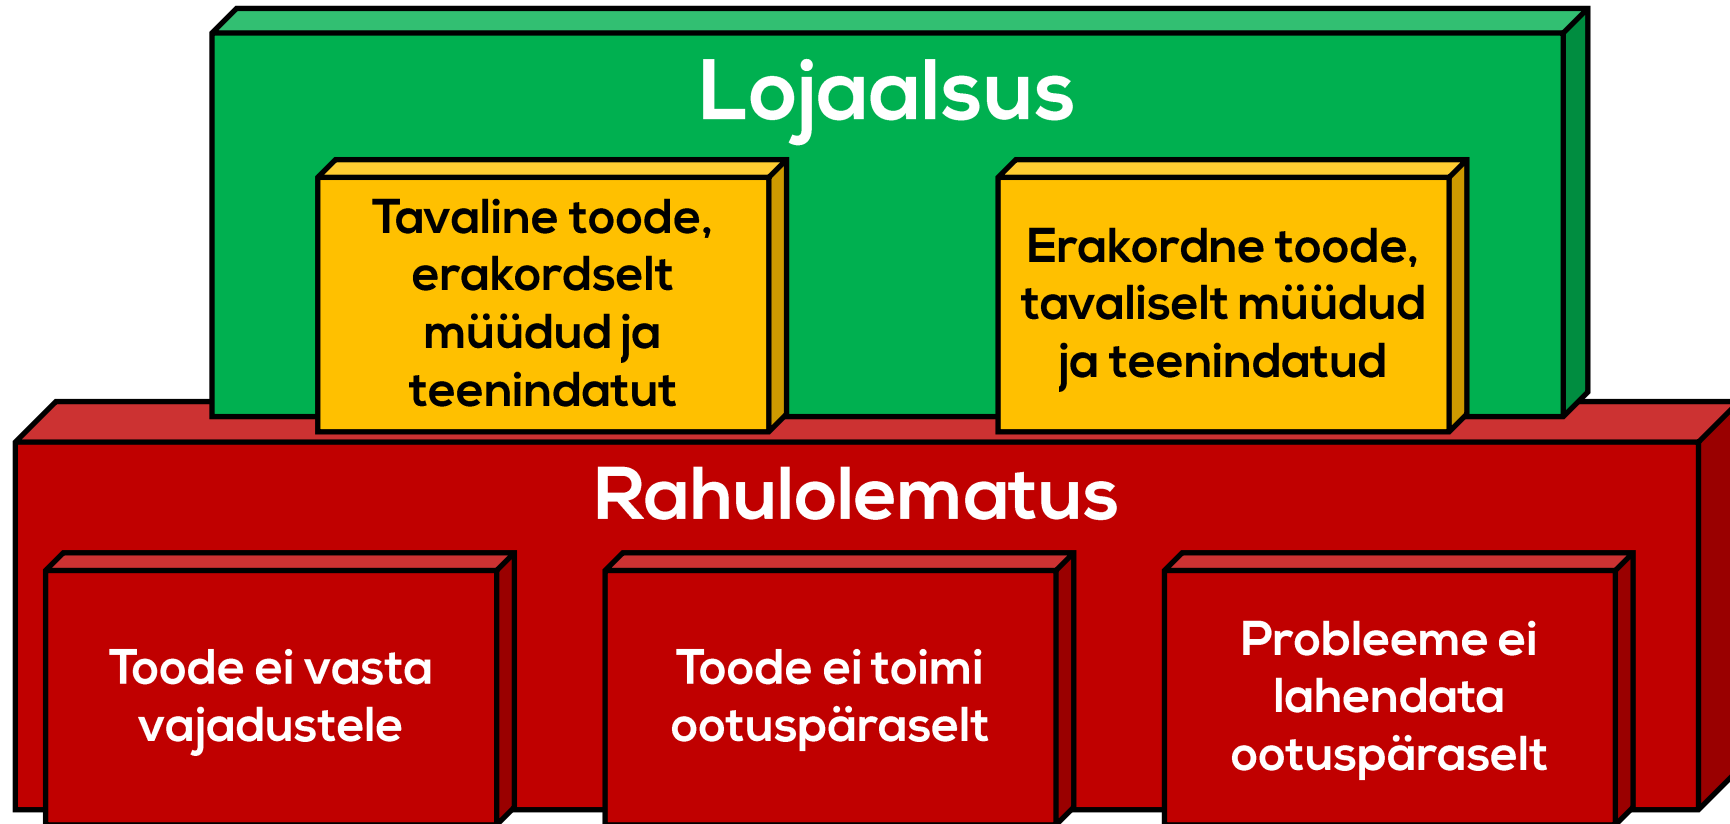 Lojaalsus
Tavaline toode,
erakordselt
müüdud ja
teenindatut
Erakordne toode,
tavaliselt müüdud
ja teenindatud
Rahulolematus
Toode ei vasta
vajadustele
Toode ei toimi
ootuspäraselt
Probleeme ei
lahendata
ootuspäraselt